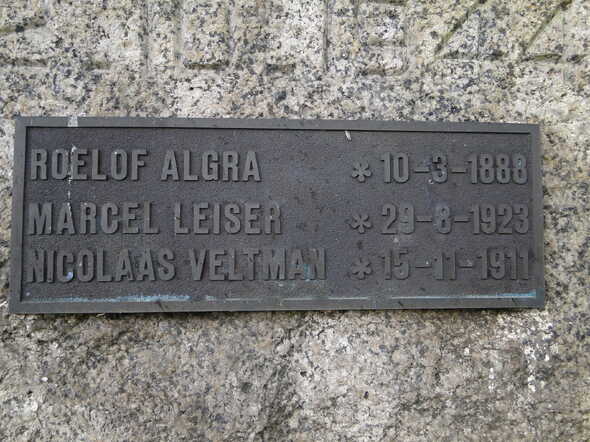 ROELOF ALGRA * 10-3-1888
MARCEL LEISER * 29-8-1923
NICOLAAS VELTMAN * 15-11-1911